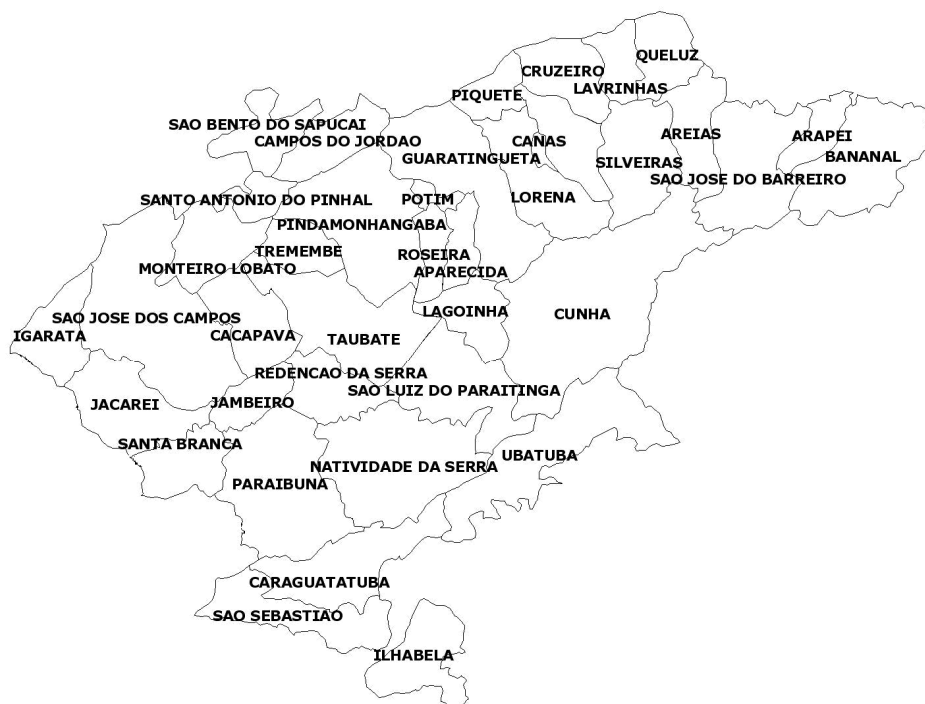 QUELUZ
CRUZEIRO
LAVRINHAS
PIQUETE
SAO BENTO DO SAPUCAI
CAMPOS DO JORDAO
CANAS
AREIAS
ARAPEI
GUARATINGUETA
SILVEIRAS
BANANAL
SAO JOSE DO BARREIRO
SANTO ANTONIO DO PINHAL
POTIM
LORENA
PINDAMONHANGABA
TREMEMBE
ROSEIRA
MONTEIRO LOBATO
APARECIDA
LAGOINHA
CUNHA
SAO JOSE DOS CAMPOS
IGARATA
CACAPAVA
TAUBATE
REDENCAO DA SERRA
SAO LUIZ DO PARAITINGA
JACAREI
JAMBEIRO
SANTA BRANCA
UBATUBA
NATIVIDADE DA SERRA
PARAIBUNA
CARAGUATATUBA
SAO SEBASTIAO
ILHABELA